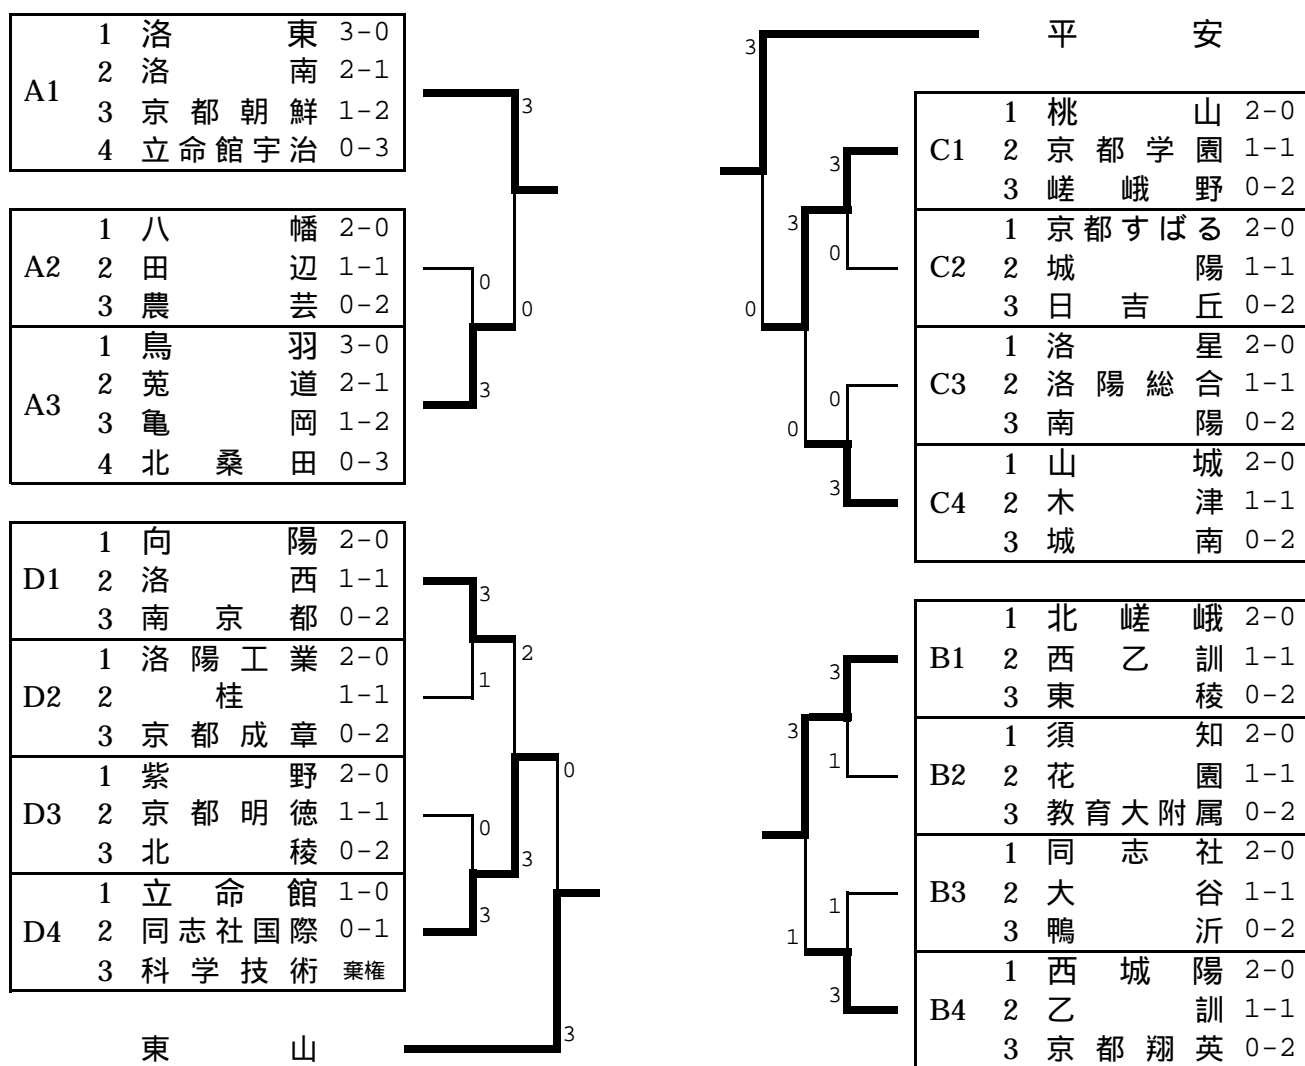 A1
1 洛東 3-0
2 洛南 2-1
3 京都朝鮮 1-2
4 立命館宇治 0-3
3
A2
1 八幡 2-0
2 田辺 1-1
3 農芸 0-2
0
0
A3
1 鳥羽 3-0
2 莵道 2-1
3 亀岡 1-2
4 北桑田 0-3
3
D1
1 向陽 2-0
2 洛西 1-1
3 南京都 0-2
3
2
D2
1 洛陽工業 2-0
2 桂 1-1
3 京都成章 0-2
1
0
D3
1 紫野 2-0
2 京都明徳 1-1
3 北稜 0-2
0
3
D4
1 立命館 1-0
2 同志社国際 0-1
3 科学技術 棄権
3
東山
3
平安
3
C1
1 桃山 2-0
2 京都学園 1-1
3 嵯峨野 0-2
3
3
C2
1 京都すばる 2-0
2 城陽 1-1
3 日吉丘 0-2
0
0
C3
1 洛星 2-0
2 洛陽総合 1-1
3 南陽 0-2
0
0
C4
1 山城 2-0
2 木津 1-1
3 城南 0-2
3
B1
1 北嵯峨 2-0
2 西乙訓 1-1
3 東稜 0-2
3
3
B2
1 須知 2-0
2 花園 1-1
3 教育大附属 0-2
1
B3
1 同志社 2-0
2 大谷 1-1
3 鴨沂 0-2
1
1
B4
1 西城陽 2-0
2 乙訓 1-1
3 京都翔英 0-2
3